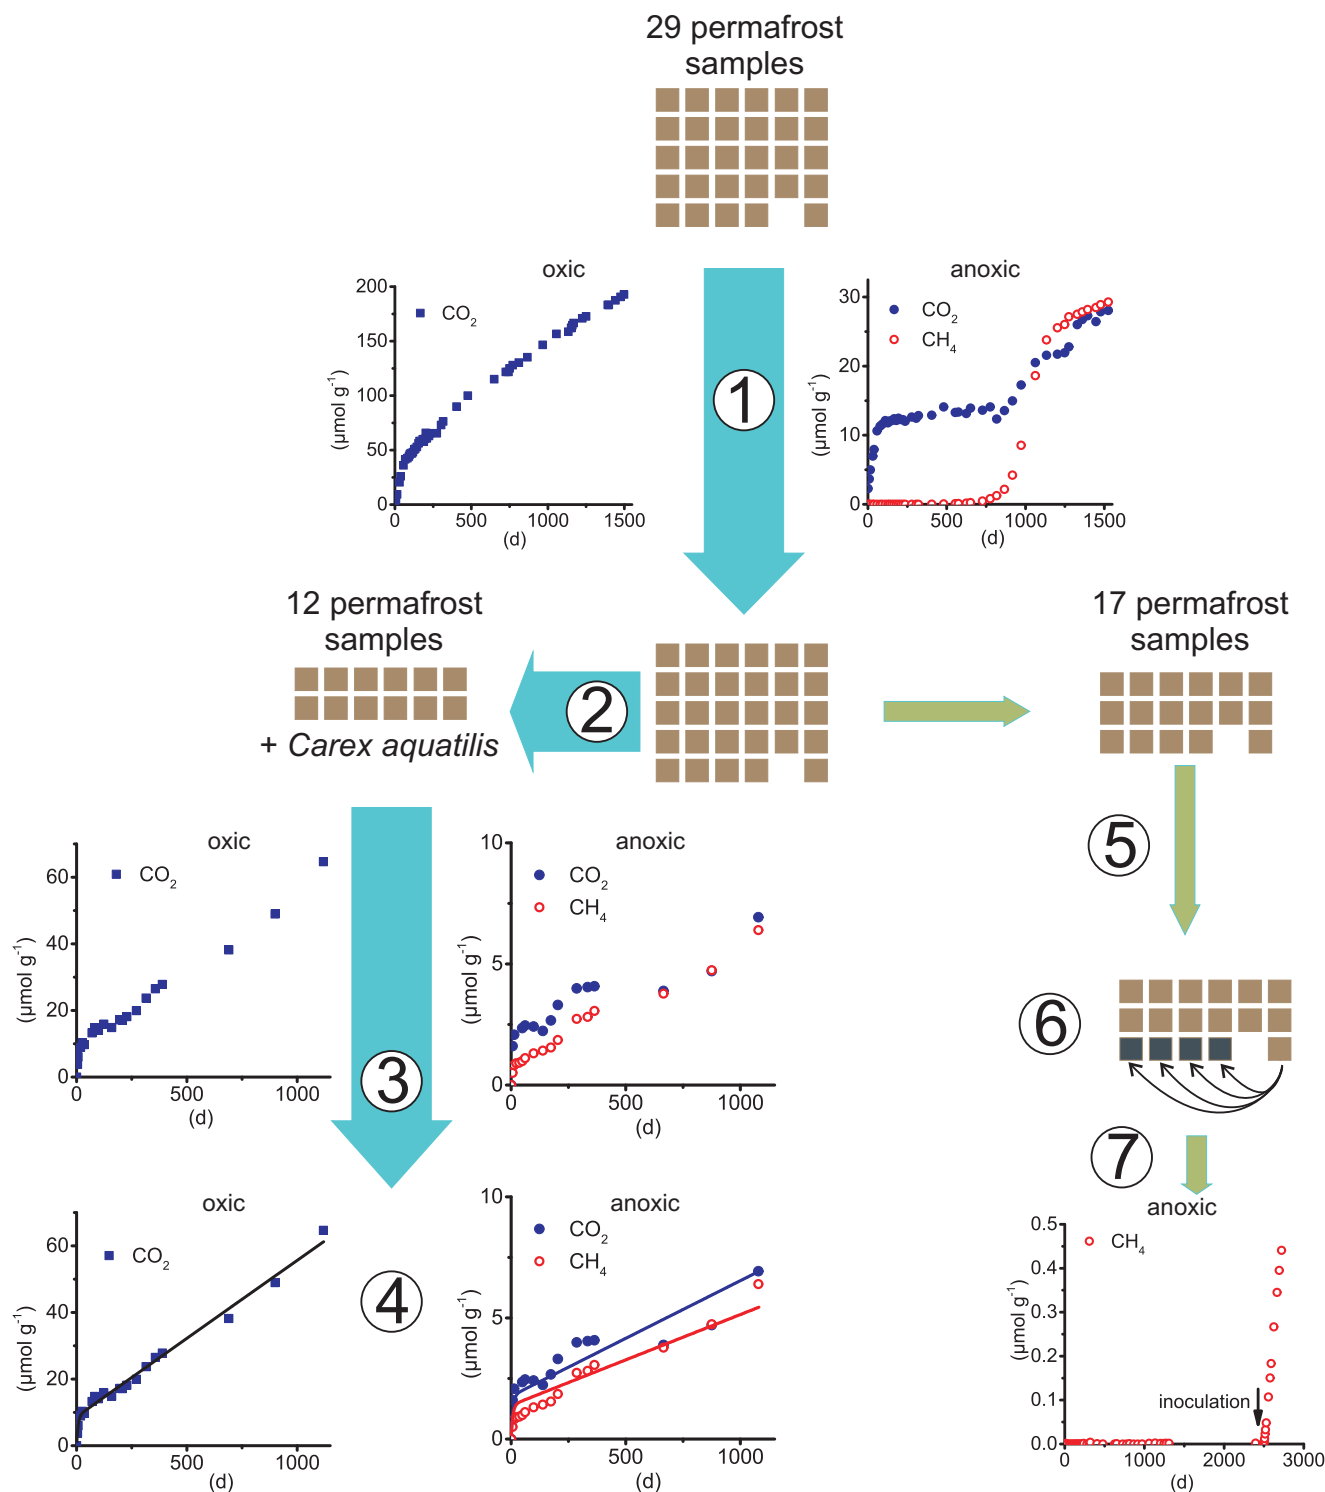 29 permafrost
samples
oxic
CO2
200
150
100
50
0
(µmol g-1)
0
500
1000
1500
(d)
1
anoxic
CO2
CH4
30
20
10
0
(µmol g-1)
0
500
1000
1500
(d)
12 permafrost
samples
+ Carex aquatilis
2
17 permafrost
samples
oxic
CO2
60
40
20
0
(µmol g-1)
0
500
1000
(d)
3
anoxic
CO2
CH4
10
5
0
(µmol g-1)
0
500
1000
(d)
5
6
7
oxic
CO2
60
40
20
0
(µmol g-1)
0
500
1000
(d)
4
anoxic
CO2
CH4
10
5
0
(µmol g-1)
0
500
1000
(d)
anoxic
CH4
0.5
0.4
0.3
0.2
0.1
0.0
(µmol g-1)
inoculation
0
1000
2000
3000
(d)